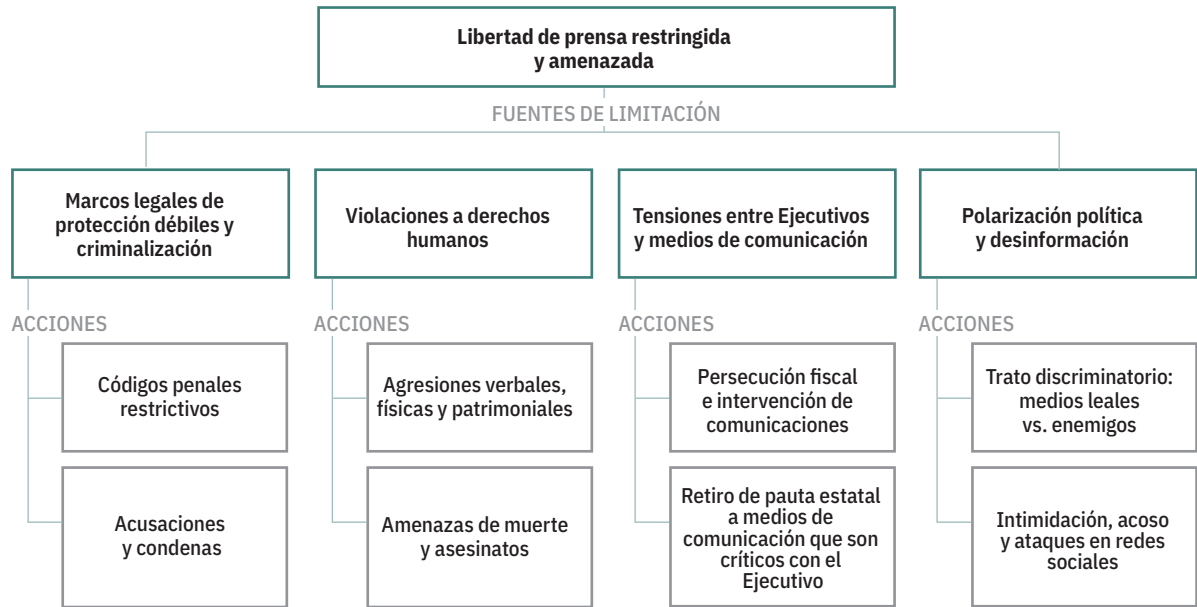 Libertad de prensa restringida
y amenazada
FUENTES DE LIMITACIÓN
Marcos legales de
protección débiles y
criminalización
ACCIONES
Códigos penales
restrictivos
Acusaciones
y condenas
Violaciones a derechos
humanos
ACCIONES
Agresiones verbales,
físicas y patrimoniales
Amenazas de muerte
y asesinatos
Tensiones entre Ejecutivos
y medios de comunicación
ACCIONES
Persecución fiscal
e intervención de
comunicaciones
Retiro de pauta estatal
a medios de
comunicación que son
críticos con el
Ejecutivo
Polarización política
y desinformación
ACCIONES
Trato discriminatorio:
medios leales
vs. enemigos
Intimidación, acoso
y ataques en redes
sociales